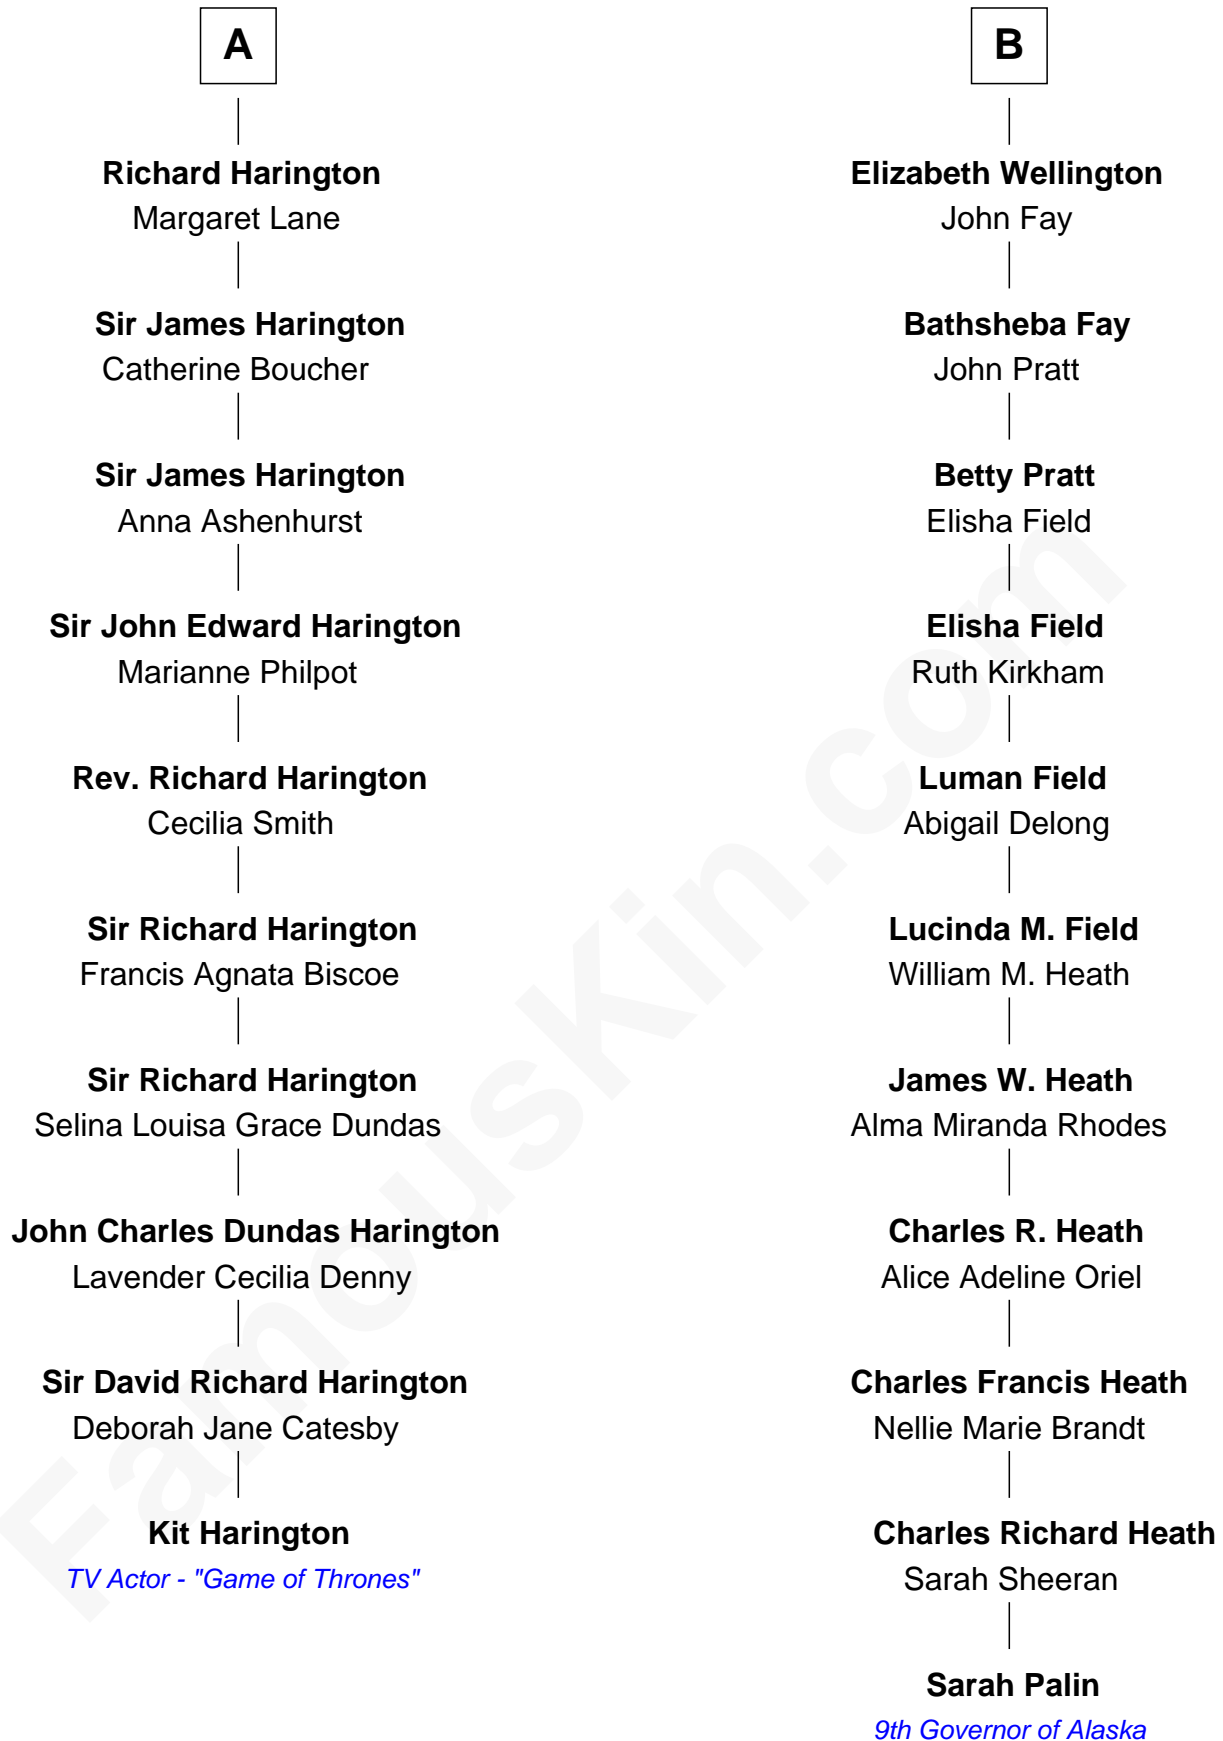 A
Richard Harington
Margaret Lane
Sir James Harington
Catherine Boucher
Sir James Harington
Anna Ashenhurst
Sir John Edward Harington
Marianne Philpot
Rev. Richard Harington
Cecilia Smith
Sir Richard Harington
Francis Agnata Biscoe
Sir Richard Harington
Selina Louisa Grace Dundas
John Charles Dundas Harington
Lavender Cecilia Denny
Sir David Richard Harington
Deborah Jane Catesby
Kit Harington
TV Actor - "Game of Thrones"
B
Elizabeth Wellington
John Fay
Bathsheba Fay
John Pratt
Betty Pratt
Elisha Field
Elisha Field
Ruth Kirkham
Luman Field
Abigail Delong
Lucinda M. Field
William M. Heath
James W. Heath
Alma Miranda Rhodes
Charles R. Heath
Alice Adeline Oriel
Charles Francis Heath
Nellie Marie Brandt
Charles Richard Heath
Sarah Sheeran
Sarah Palin
9th Governor of Alaska
FamousKin.com